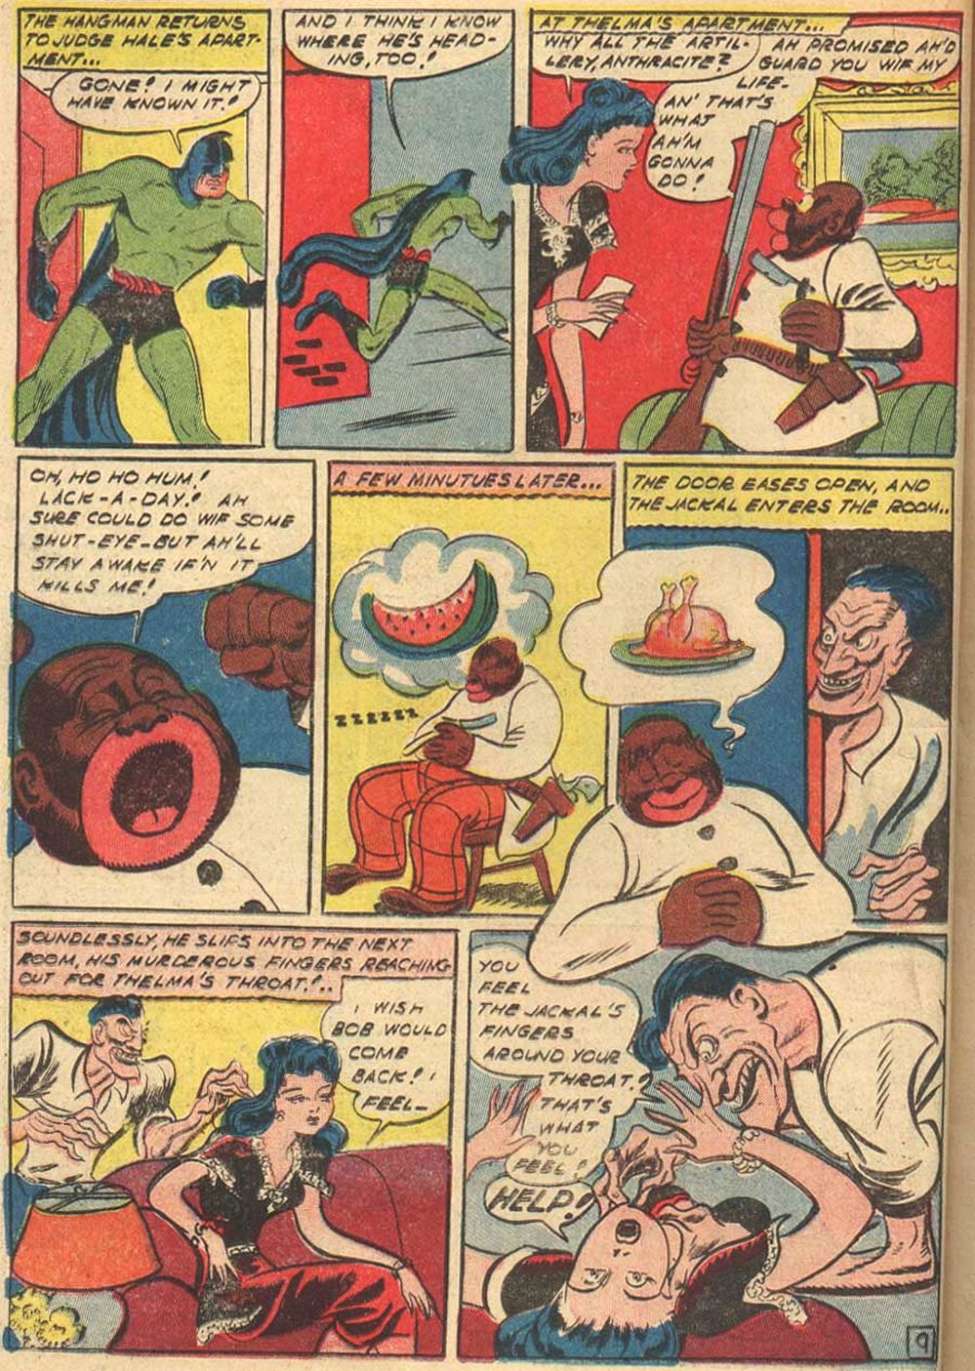 THE HANGMAN RETURNS
TO JUDGE HALE'S APART-
MENT...
GONE! I MIGHT
HAVE KNOWN IT!
AND I THINK I KNOW
WHERE HE'S HEAD-
ING, TOO!
AT THELMA'S APARTMENT...
WHY ALL THE ARTIL-
LERY, ANTHRACITE?
AH PROMISED AH'D
GUARD YOU WIF MY
LIFE-
AN' THAT'S
WHAT
AH'M
GONNA
DO!
OH, HO HO HUM!
LACK-A-DAY! AH
SURE COULD DO WIF SOME
SHUT-EYE-BUT AH'LL
STAY AWAKE IF'N IT
KILLS ME!
A FEW MINUTUES LATER...
ZZZZZZZ
THE DOOR EASES OPEN, AND
THE JACKAL ENTERS THE ROOM..
SOUNDLESSLY, HE SLIPS INTO THE NEXT
ROOM, HIS MURDEROUS FINGERS REACHING
OUT FOR THELMA'S THROAT!..
I WISH
BOB WOULD
COME
BACK! I
FEEL-
YOU
FEEL
THE JACKAL'S
FINGERS
AROUND YOUR
THROAT!
THAT'S
WHAT
YOU
FEEL!
HELP!
9